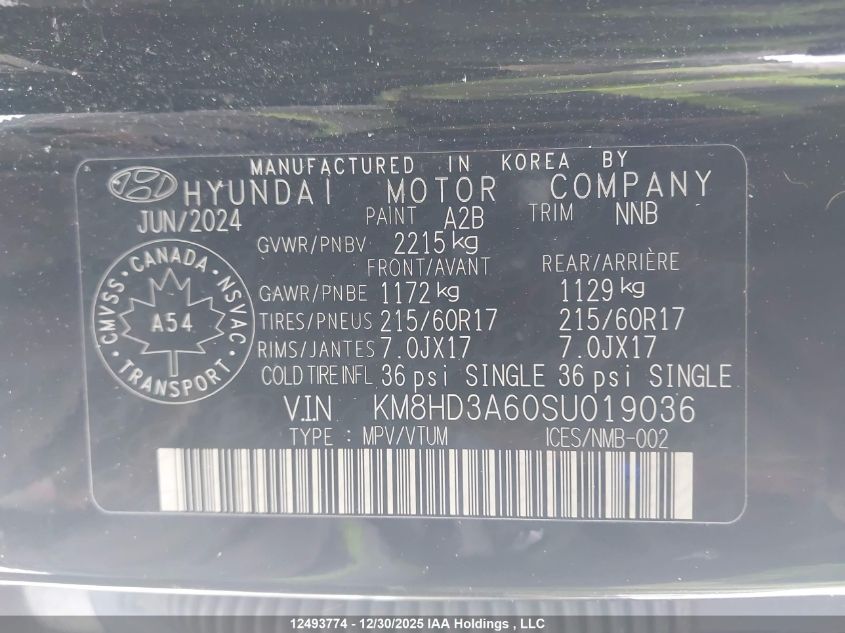 MANUFACTURED IN KOREA BY
HYUNDAI MOTOR COMPANY
JUN/2024 PAINT A2B TRIM NNB
GVWR/PNBV 2215 kg
FRONT/AVANT REAR/ARRIÈRE
GAWR/PNBE 1172 kg 1129 kg
TIRES/PNEUS 215/60R17 215/60R17
RIMS/JANTES 7.0JX17 7.0JX17
COLD TIRE INFL 36 psi SINGLE 36 psi SINGLE
CMVSS · CANADA · NSVAC · TRANSPORT ·
A54
VIN KM8HD3A60SU019036
TYPE : MPV/VTUM ICES/NMB-002
12493774 - 12/30/2025 IAA Holdings , LLC